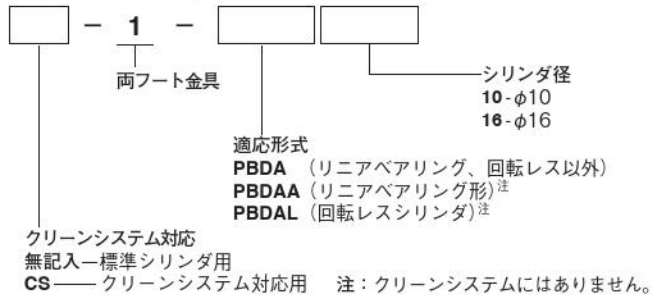 － 1 －
両フート金具
シリンダ径
10-φ10
16-φ16
適応形式
PBDA （リニアベアリング、回転レス以外）
PBDAA（リニアベアリング形）注
PBDAL（回転レスシリンダ）注
クリーンシステム対応
無記入―標準シリンダ用
CS―― クリーンシステム対応用　注：クリーンシステムにはありません。